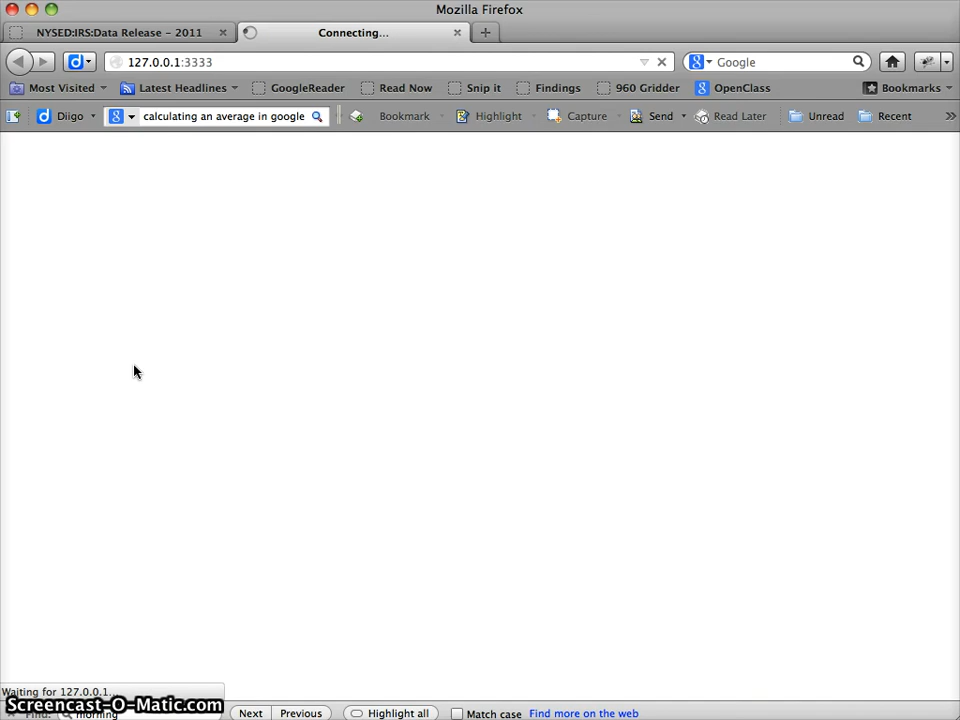 Mozilla Firefox
NYSED:IRS:Data Release - 2011 Connecting...
127.0.0.1:3333 Google
Most Visited Latest Headlines GoogleReader Read Now Snip it Findings 960 Gridder OpenClass Bookmarks
Diigo calculating an average in google Bookmark Highlight Capture Send Read Later Unread Recent
Waiting for 127.0.0.1...
Screencast-O-Matic.com
Find: morning Next Previous Highlight all Match case Find more on the web